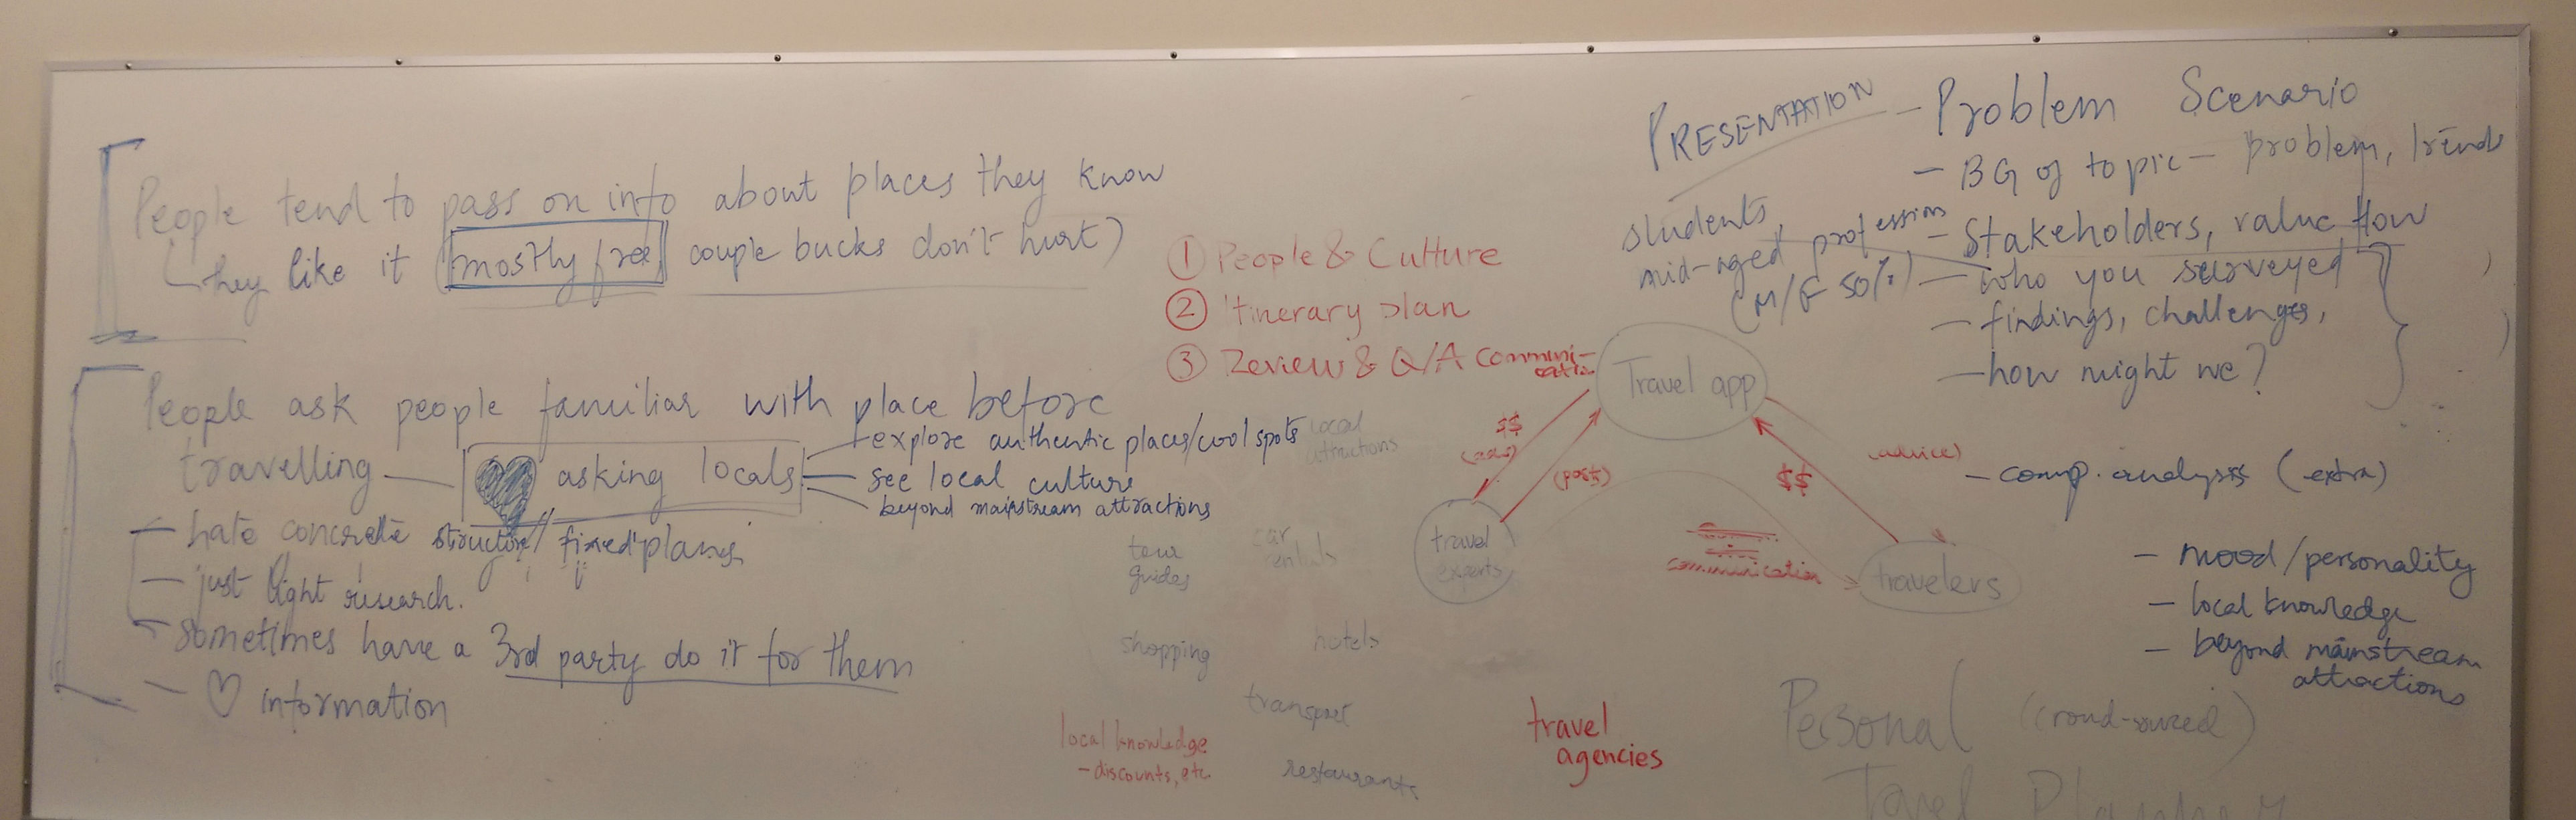 People tend to pass on info about places they know
they like it (mostly free couple bucks don't hurt)
People ask people familiar with place before
travelling — ♥ asking locals
- explore authentic places/cool spots
- see local culture
beyond mainstream attractions
- hate concrete structure/fixed plans
- just light research.
- sometimes have a 3rd party do it for them
- ♡ information
① People & Culture
② Itinerary plan
③ Review & Q/A communi-
cation
local
attractions
tour
guides
car
rentals
shopping
hotels
transport
local knowledge
- discounts, etc
restaurants
Travel app
$$
(ads)
(post)
$$
(advice)
travel
experts
communication
travelers
travel
agencies
PRESENTATION
- Problem Scenario
- BG of topic - problem, trends
- Stakeholders, value flow
students,
mid-aged profession
(M/F 50%)
- who you surveyed
- findings, challenges,
- how might we?
- comp. analysis (extra)
- mood/personality
- local knowledge
- beyond mainstream
attractions
Personal (crowd-sourced)
Travel Planner